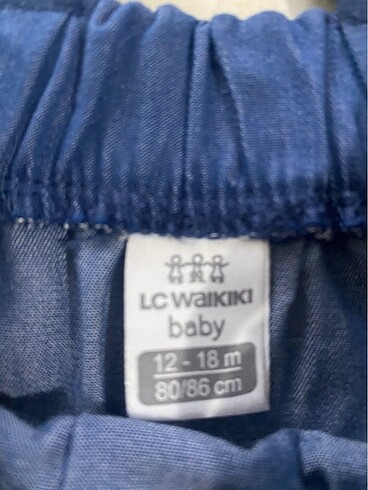 LC WAIKIKI
baby
12 - 18 m
80/86 cm